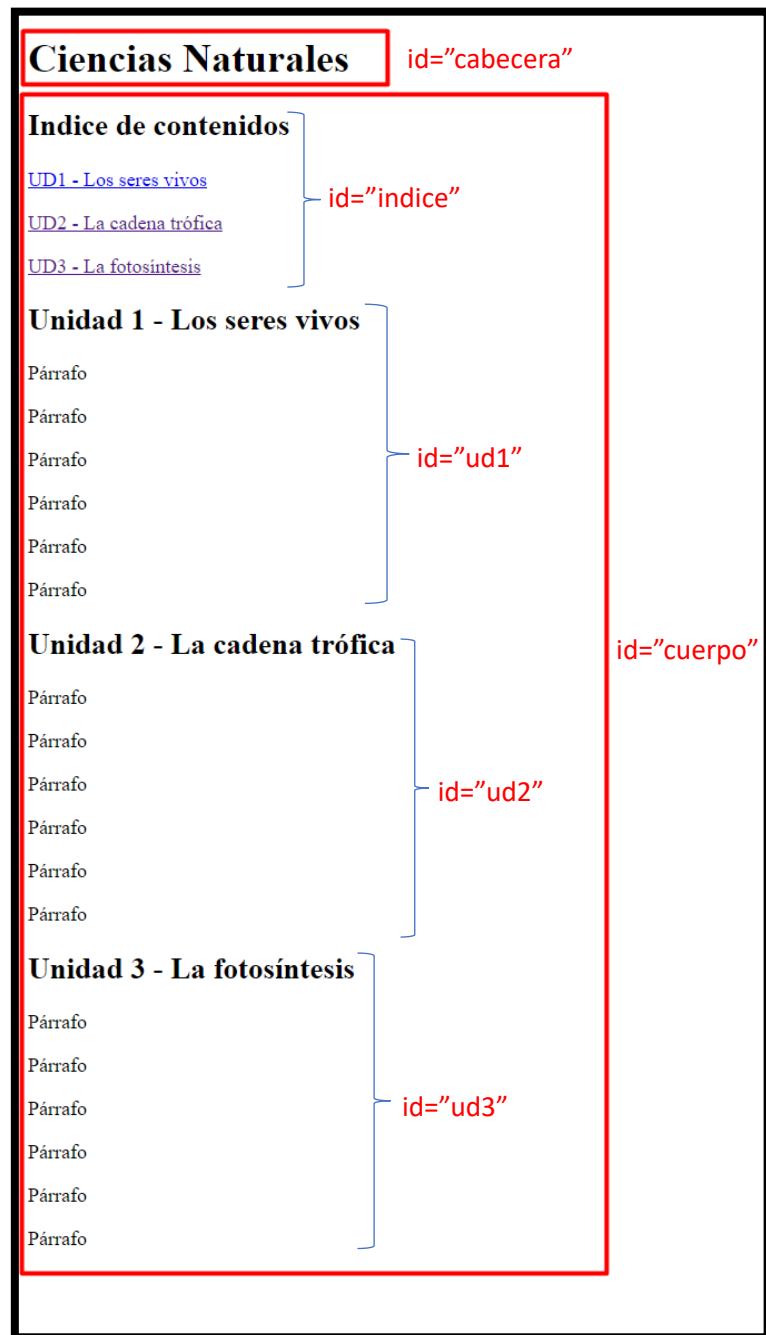 Ciencias Naturales id="cabecera"
Indice de contenidos
UD1 - Los seres vivos
id="indice"
UD2 - La cadena trófica
UD3 - La fotosíntesis
Unidad 1 - Los seres vivos
Párrafo
Párrafo
Párrafo id="ud1"
Párrafo
Párrafo
Párrafo
Unidad 2 - La cadena trófica id="cuerpo"
Párrafo
Párrafo
Párrafo id="ud2"
Párrafo
Párrafo
Párrafo
Unidad 3 - La fotosíntesis
Párrafo
Párrafo
Párrafo id="ud3"
Párrafo
Párrafo
Párrafo